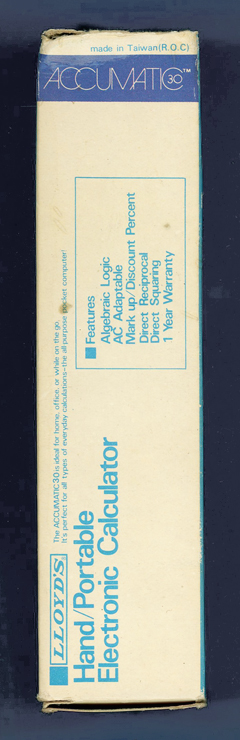 made in Taiwan(R.O.C)
ACCUMATIC 30™
LLOYD'S
Hand/Portable
Electronic Calculator
The ACCUMATIC 30 is ideal for home, office, or while on the go.
It's perfect for all types of everyday calculations-the all purpose pocket computer!
■ Features
Algebraic Logic
AC Adaptable
Mark up/Discount Percent
Direct Reciprocal
Direct Squaring
1 Year Warranty